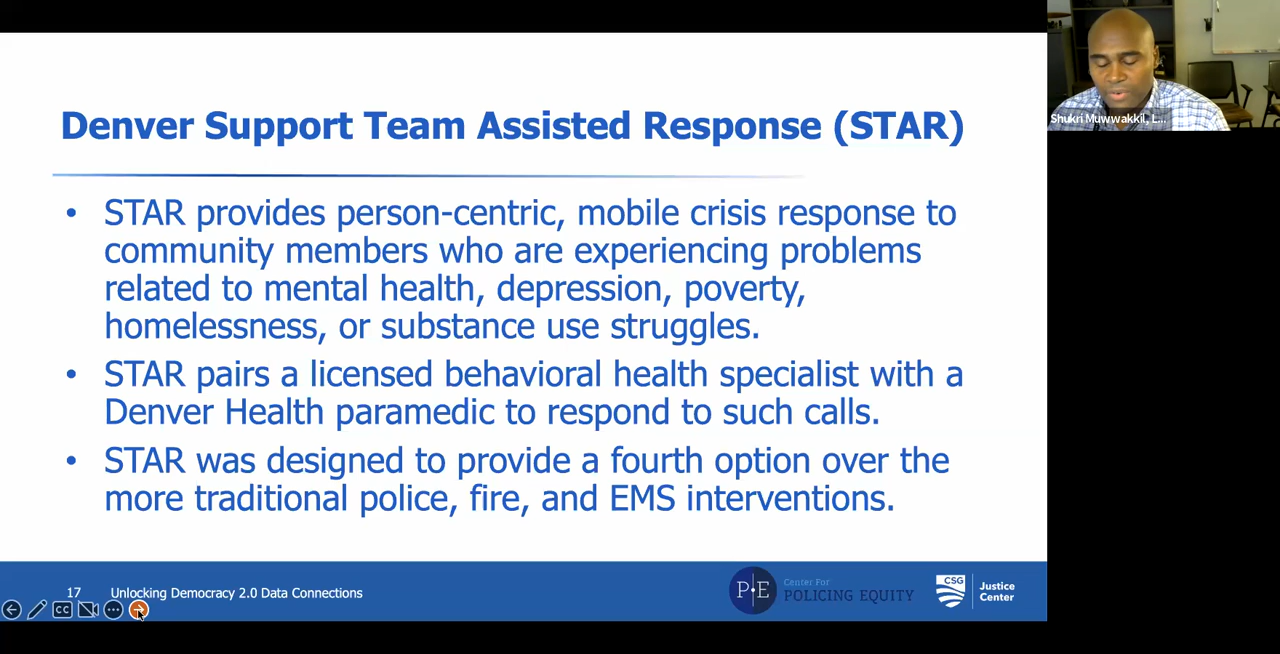 Denver Support Team Assisted Response (STAR)
• STAR provides person-centric, mobile crisis response to
community members who are experiencing problems
related to mental health, depression, poverty,
homelessness, or substance use struggles.
• STAR pairs a licensed behavioral health specialist with a
Denver Health paramedic to respond to such calls.
• STAR was designed to provide a fourth option over the
more traditional police, fire, and EMS interventions.
Shukri Muwwakkil, L...
17 Unlocking Democracy 2.0 Data Connections
P E
Center For
POLICING EQUITY
CSG
Justice
Center
CC